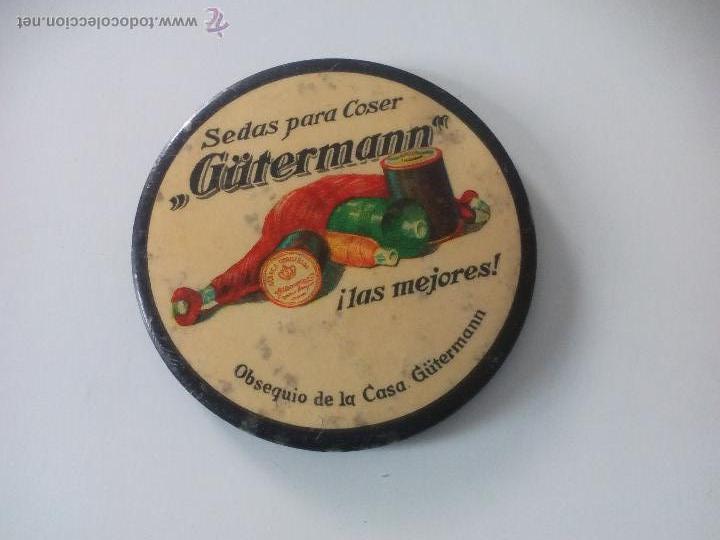 www.todocoleccion.net
Sedas para Coser
„Gütermann“
¡las mejores!
Obsequio de la Casa Gütermann